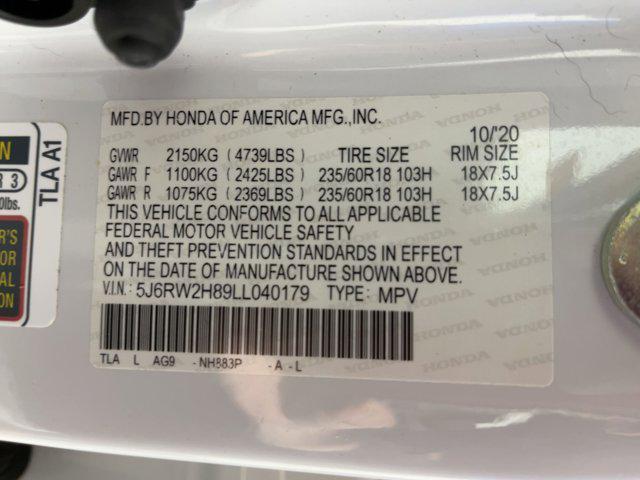 MFD.BY HONDA OF AMERICA MFG.,INC.
10/'20
GVWR 2150KG ( 4739LBS ) TIRE SIZE RIM SIZE
GAWR F 1100KG ( 2425LBS ) 235/60R18 103H 18X7.5J
GAWR R 1075KG ( 2369LBS ) 235/60R18 103H 18X7.5J
THIS VEHICLE CONFORMS TO ALL APPLICABLE
FEDERAL MOTOR VEHICLE SAFETY
AND THEFT PREVENTION STANDARDS IN EFFECT
ON THE DATE OF MANUFACTURE SHOWN ABOVE.
V.I.N.: 5J6RW2H89LL040179 TYPE: MPV
TLA L AG9 -NH883P -A-L
TLA A1
R 3
HONDA